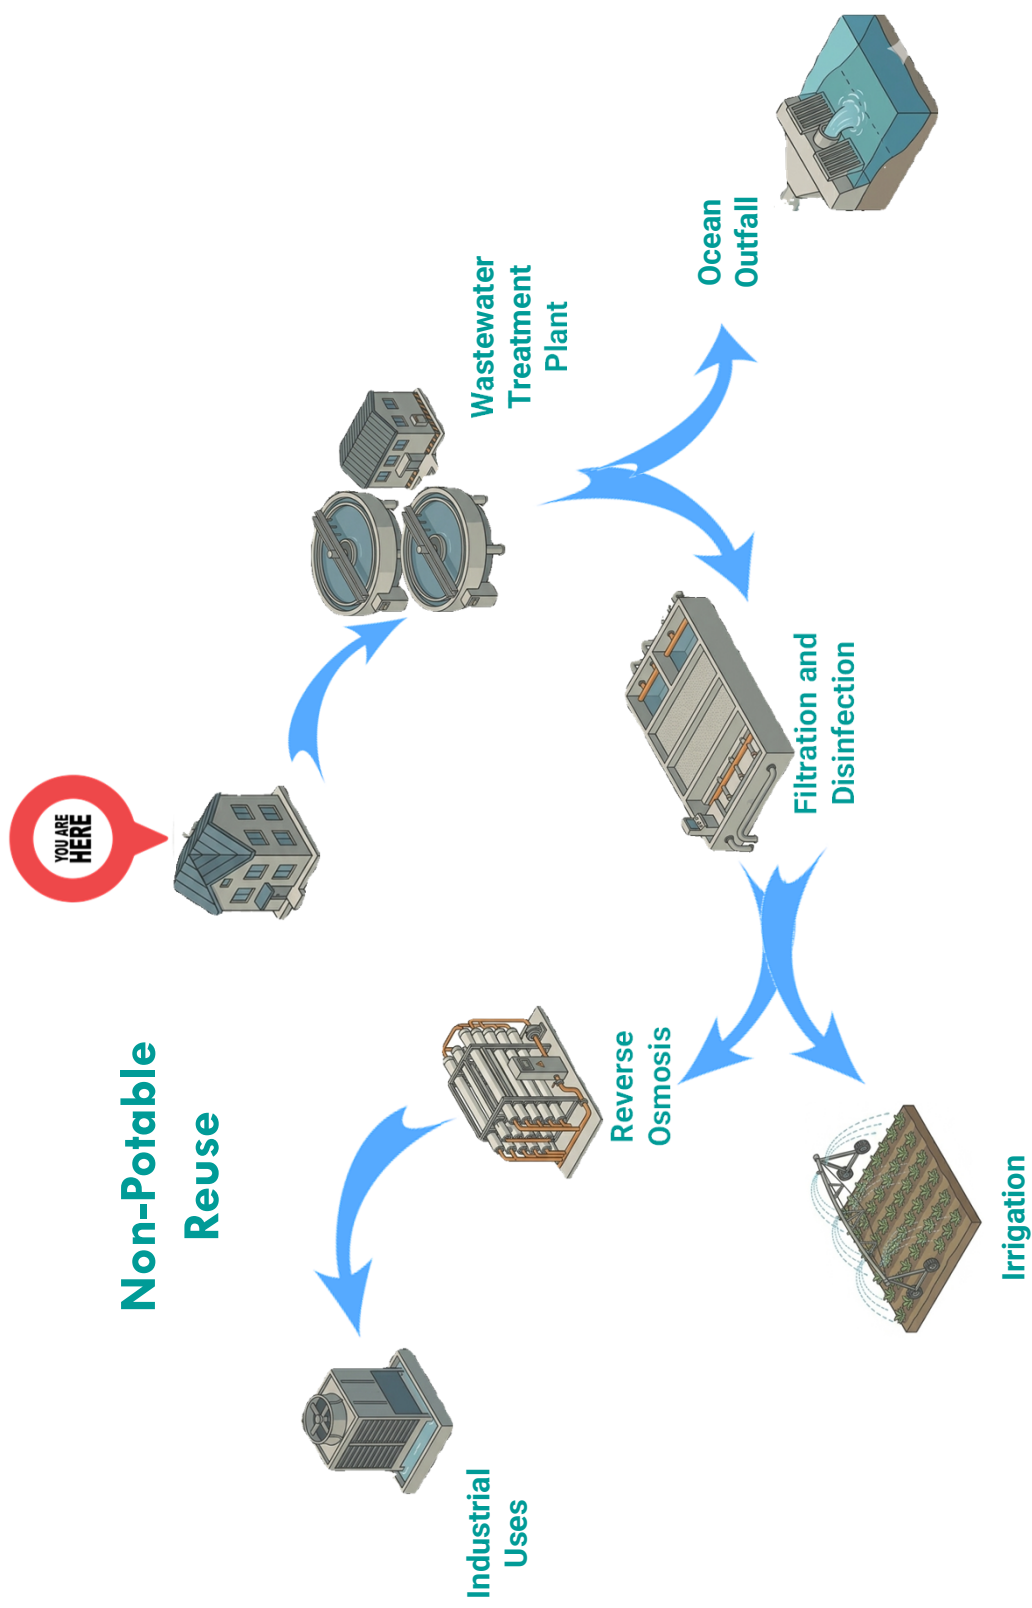 Non-Potable
Reuse
YOU ARE
HERE
Wastewater
Treatment
Plant
Ocean
Outfall
Filtration and
Disinfection
Reverse
Osmosis
Industrial
Uses
Irrigation